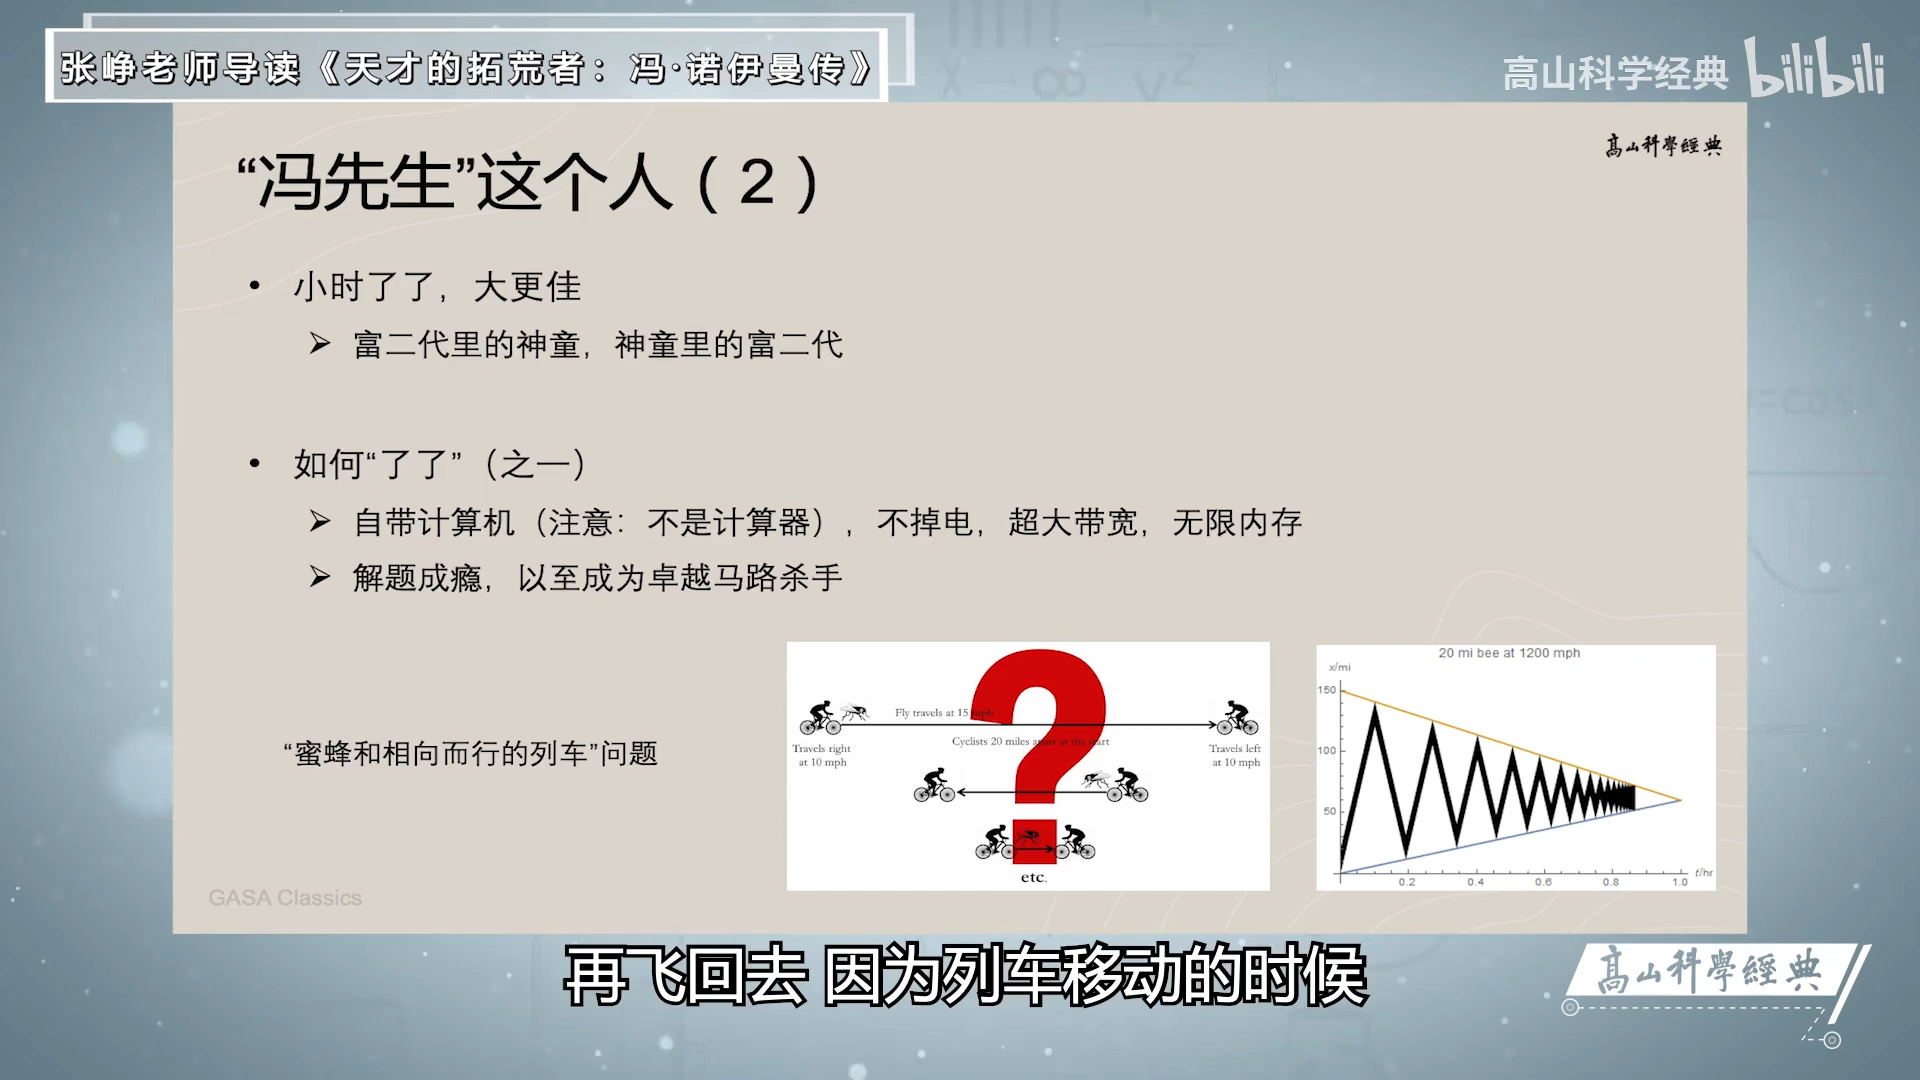 张峥老师导读《天才的拓荒者：冯·诺伊曼传》
高山科学经典 bilibili
高山科學經典
“冯先生”这个人（2）
• 小时了了，大更佳
➢ 富二代里的神童，神童里的富二代
• 如何“了了”（之一）
➢ 自带计算机（注意：不是计算器），不掉电，超大带宽，无限内存
➢ 解题成瘾，以至成为卓越马路杀手
“蜜蜂和相向而行的列车”问题
?
Fly travels at 15 mph
Cyclists 20 miles apart at the start
Travels right
at 10 mph
Travels left
at 10 mph
etc.
20 mi bee at 1200 mph
x/mi
150
100
50
0.2 0.4 0.6 0.8 1.0 t/hr
GASA Classics
再飞回去 因为列车移动的时候
高山科學經典